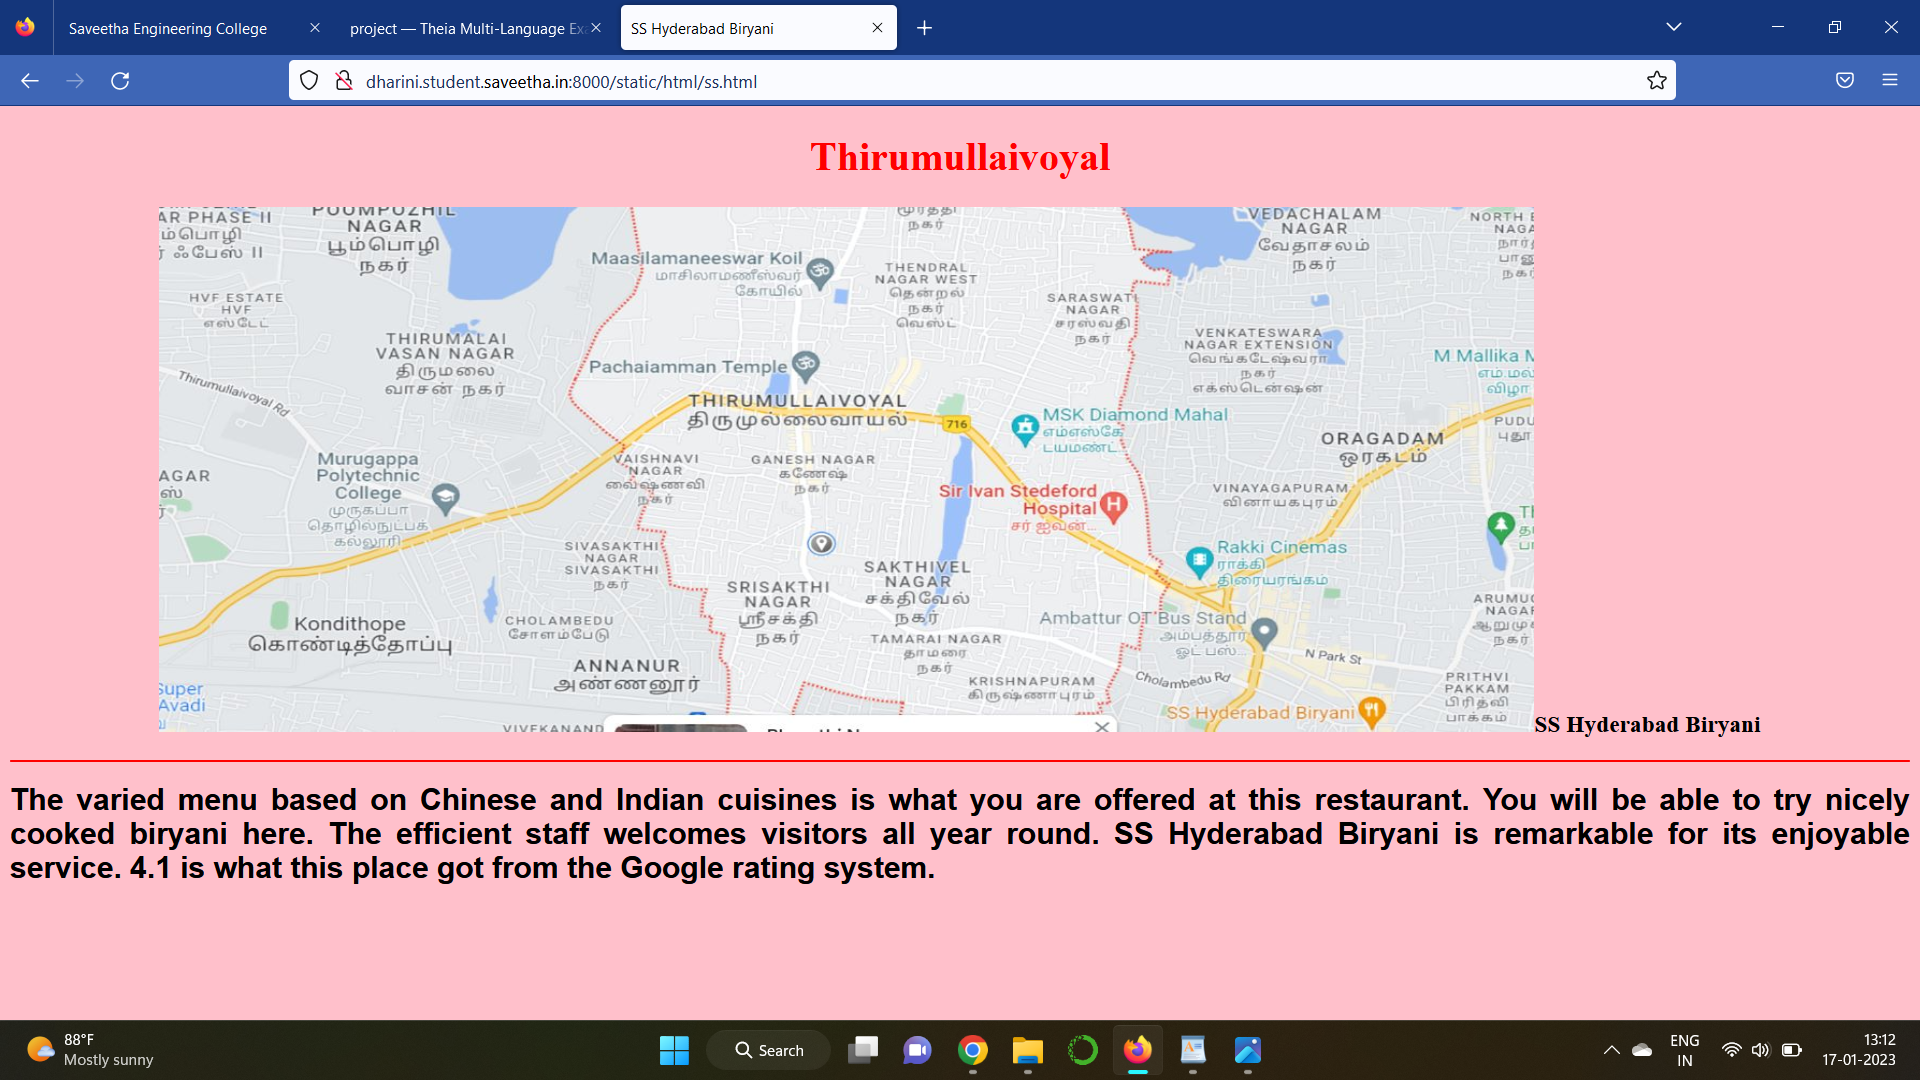 Saveetha Engineering College
project — Theia Multi-Language Ex
SS Hyderabad Biryani
dharini.student.saveetha.in:8000/static/html/ss.html
Thirumullaivoyal
AR PHASE II
POOMPOZHIL
NAGAR
பூம்பொழி
நகர்
நகர்
VEDACHALAM
NAGAR
வேதாசலம்
நகர்
Maasilamaneeswar Koil
மாசிலாமணீஸ்வர்
கோயில்
THENDRAL
NAGAR WEST
தென்றல்
நகர்
வெஸ்ட்
SARASWATI
NAGAR
சரஸ்வதி
நகர்
HVF ESTATE
HVF
எஸ்டேட்
THIRUMALAI
VASAN NAGAR
திருமலை
வாசன் நகர்
VENKATESWARA
NAGAR EXTENSION
வெங்கடேஷ்வரா
நகர்
எக்ஸ்டென்ஷன்
M Mallika M
Pachaiamman Temple
Thirumullaivoyal Rd
THIRUMULLAIVOYAL
திருமுல்லைவாயல்
716
MSK Diamond Mahal
எம்எஸ்கே
டயமண்ட்...
ORAGADAM
ஒரகடம்
Murugappa
Polytechnic
College
முருகப்பா
தொழில்நுட்பக்
கல்லூரி
VAISHNAVI
NAGAR
வைஷ்ணவி
நகர்
GANESH NAGAR
கணேஷ்
நகர்
Sir Ivan Stedeford
Hospital
சர் ஐவன்...
VINAYAGAPURAM
விநாயகபுரம்
SIVASAKTHI
NAGAR
SIVASAKTHI
நகர்
Rakki Cinemas
ராக்கி
திரையரங்கம்
SRISAKTHI
NAGAR
ஸ்ரீசக்தி
நகர்
SAKTHIVEL
NAGAR
சக்திவேல்
நகர்
Kondithope
கொண்டித்தோப்பு
CHOLAMBEDU
சோளம்பேடு
Ambattur OT Bus Stand
அம்பத்தூர்
ஓட் பஸ்...
TAMARAI NAGAR
தாமரை
நகர்
N Park St
ANNANUR
அண்ணனூர்
KRISHNAPURAM
கிருஷ்ணாபுரம்
Cholambedu Rd
PRITHVI
PAKKAM
பிரித்வி
பாக்கம்
Super
Avadi
VIVEKANAND
SS Hyderabad Biryani
SS Hyderabad Biryani
The varied menu based on Chinese and Indian cuisines is what you are offered at this restaurant. You will be able to try nicely
cooked biryani here. The efficient staff welcomes visitors all year round. SS Hyderabad Biryani is remarkable for its enjoyable
service. 4.1 is what this place got from the Google rating system.
88°F
Mostly sunny
Search
ENG
IN
13:12
17-01-2023